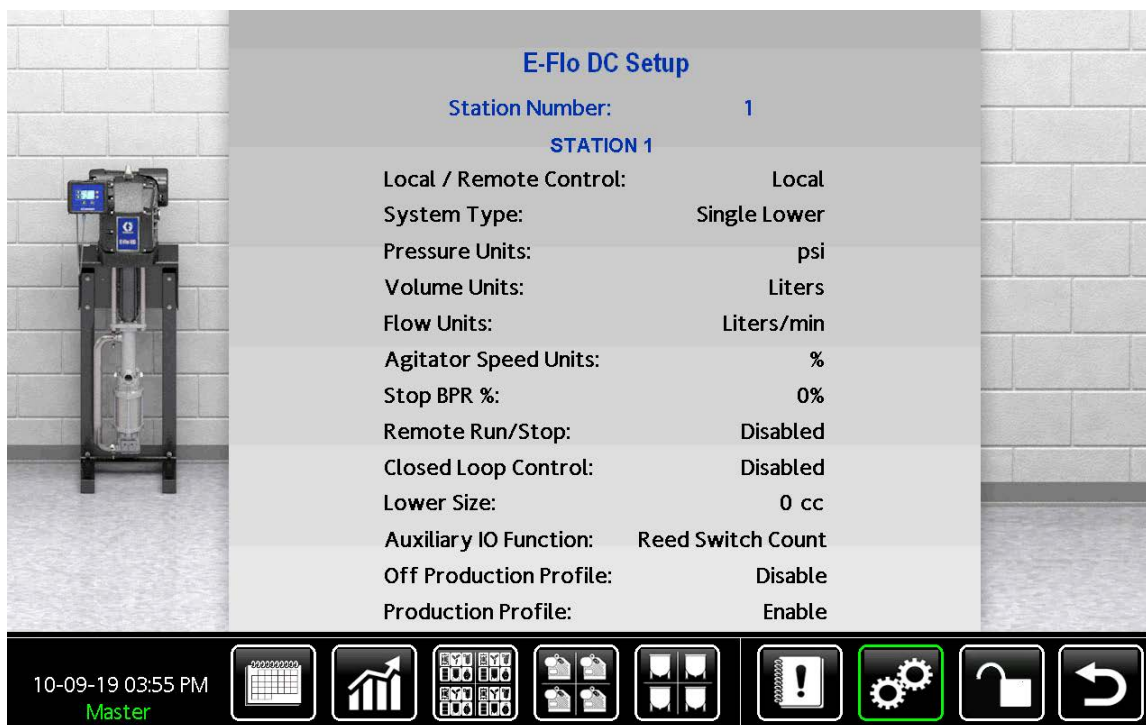 E-Flo DC Setup
Station Number: 1
STATION 1
Local / Remote Control: Local
System Type: Single Lower
Pressure Units: psi
Volume Units: Liters
Flow Units: Liters/min
Agitator Speed Units: %
Stop BPR %: 0%
Remote Run/Stop: Disabled
Closed Loop Control: Disabled
Lower Size: 0 cc
Auxiliary IO Function: Reed Switch Count
Off Production Profile: Disable
Production Profile: Enable
10-09-19 03:55 PM
Master